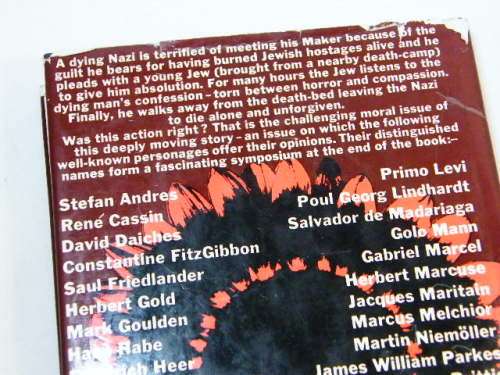 A dying Nazi is terrified of meeting his Maker because of the
guilt he bears for having burned Jewish hostages alive and he
pleads with a young Jew (brought from a nearby death-camp)
to give him absolution. For many hours the Jew listens to the
dying man's confession – torn between horror and compassion.
Finally, he walks away from the death-bed leaving the Nazi
to die alone and unforgiven.
Was this action right? That is the challenging moral issue of
this deeply moving story – an issue on which the following
well-known personages offer their opinions. Their distinguished
names form a fascinating symposium at the end of the book:—
Stefan Andres
René Cassin
David Daiches
Constantine FitzGibbon
Saul Friedlander
Herbert Gold
Mark Goulden
Rabe
Heer
Primo Levi
Poul Georg Lindhardt
Salvador de Madariaga
Golo Mann
Gabriel Marcel
Herbert Marcuse
Jacques Maritain
Marcus Melchior
Martin Niemöller
James William Parkes